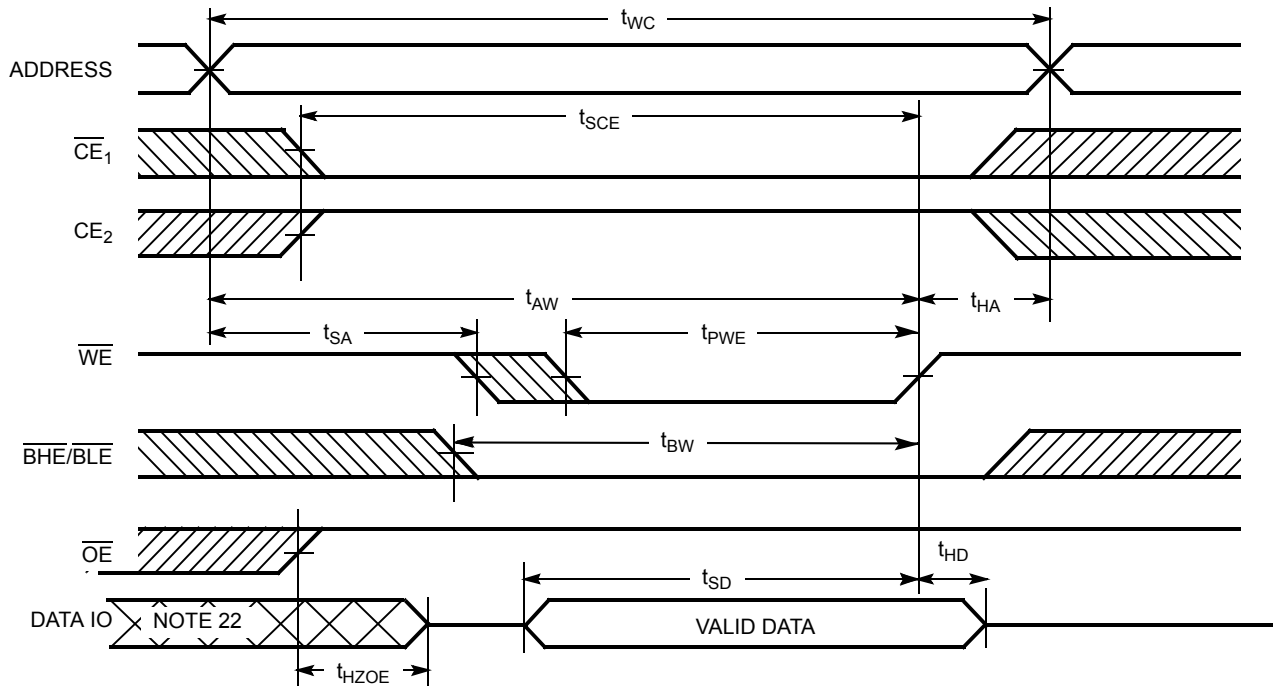 tWC
ADDRESS
tSCE
CE1
CE2
tAW
tHA
tSA
tPWE
WE
tBW
BHE/BLE
OE
tHD
tSD
DATA IO
NOTE 22
VALID DATA
tHZOE